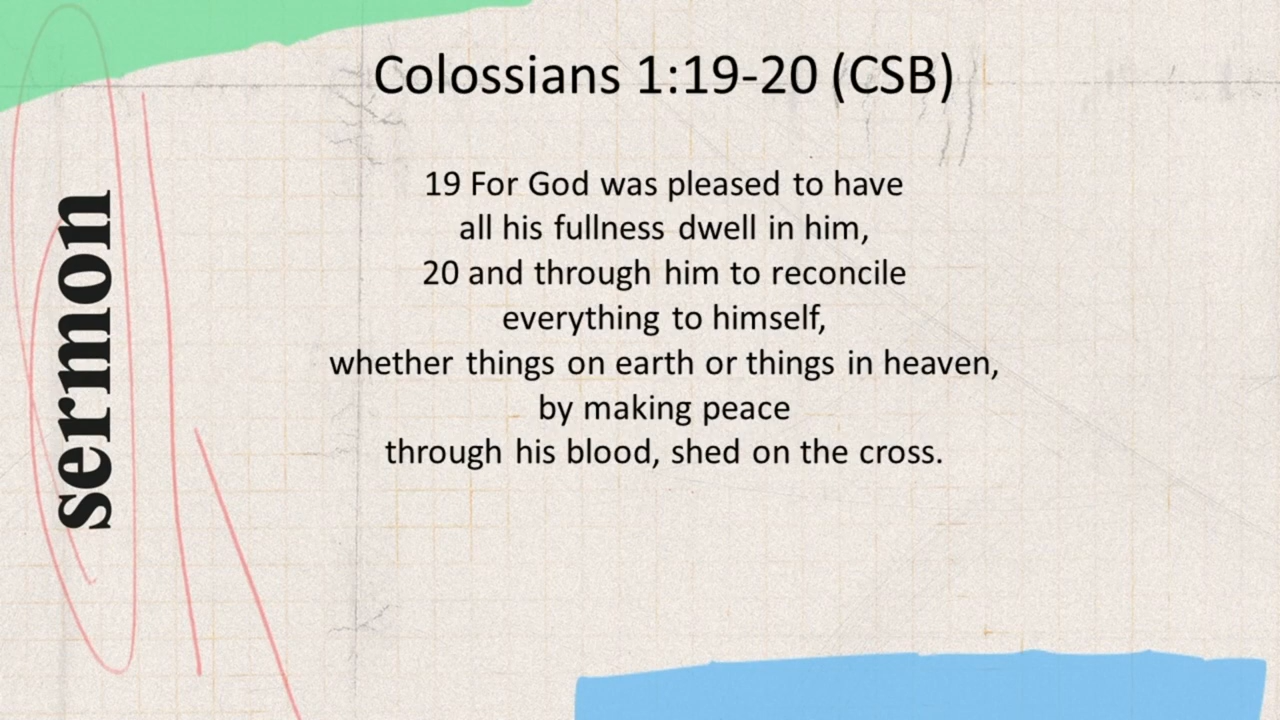 sermon
Colossians 1:19-20 (CSB)
19 For God was pleased to have
all his fullness dwell in him,
20 and through him to reconcile
everything to himself,
whether things on earth or things in heaven,
by making peace
through his blood, shed on the cross.